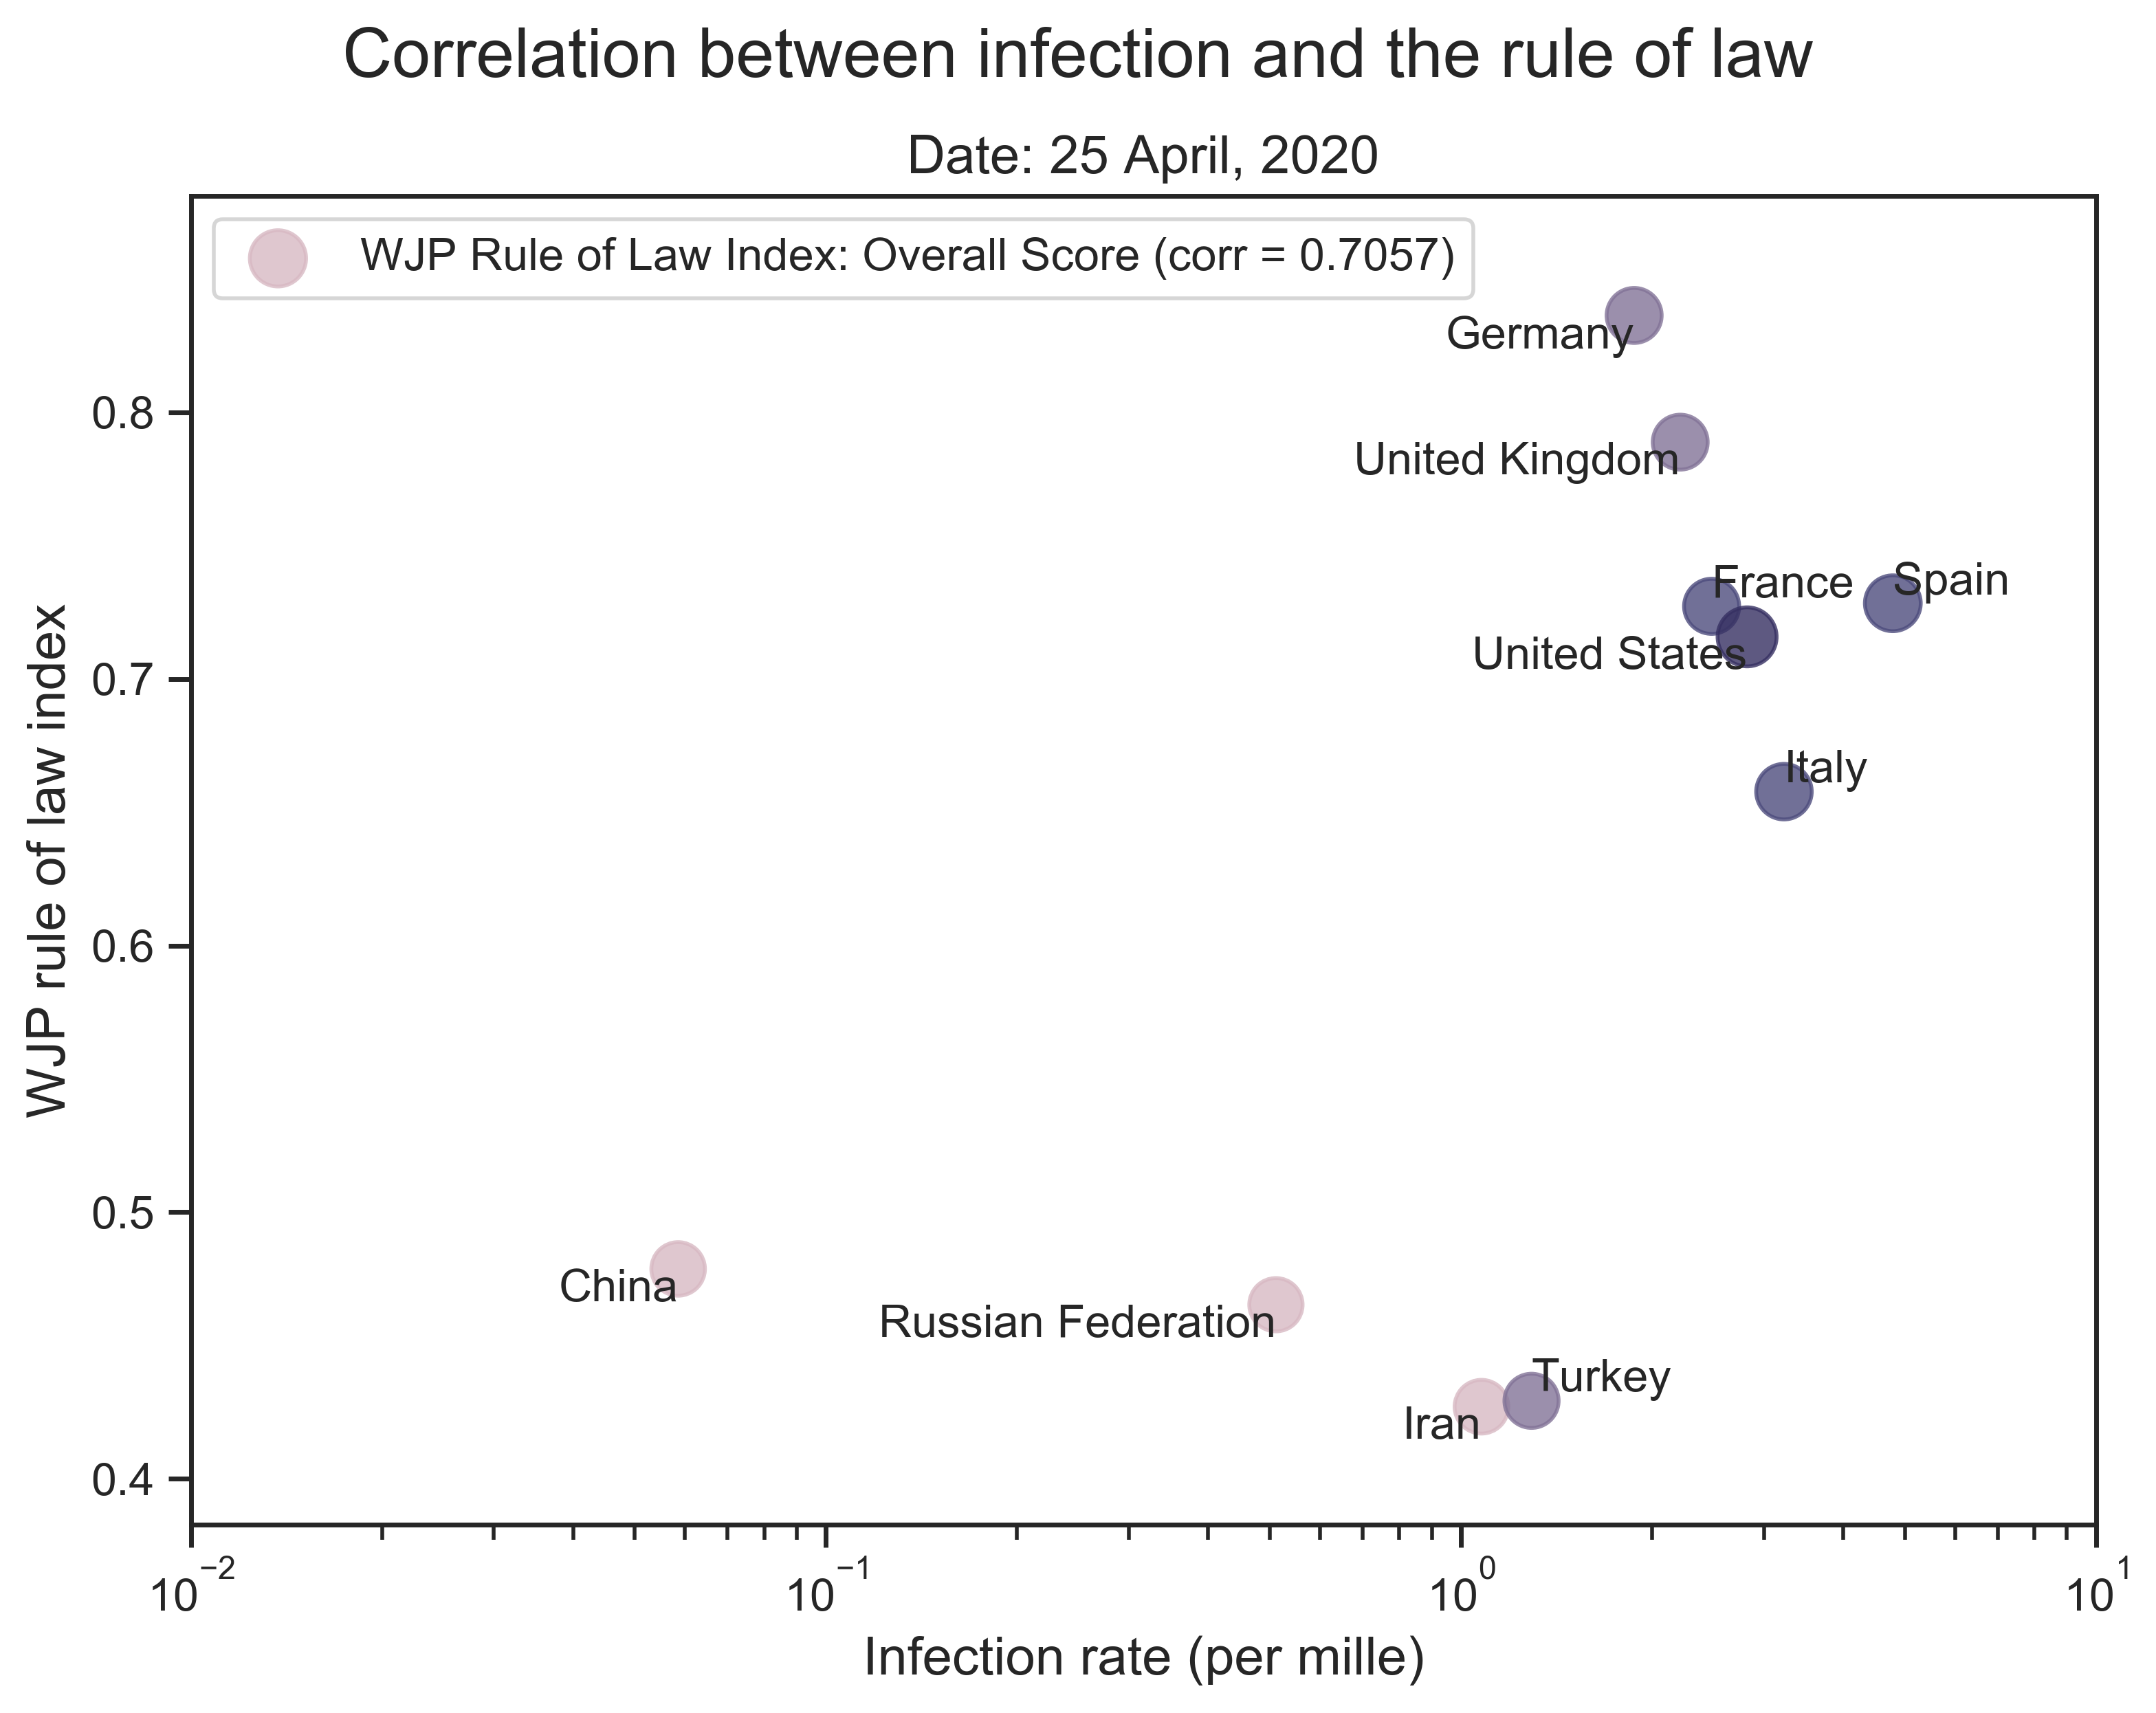 Correlation between infection and the rule of law
Date: 25 April, 2020
WJP Rule of Law Index: Overall Score (corr = 0.7057)
Germany
United Kingdom
France
Spain
United States
Italy
China
Russian Federation
Turkey
Iran
WJP rule of law index
0.8
0.7
0.6
0.5
0.4
10⁻²
10⁻¹
10⁰
10¹
Infection rate (per mille)